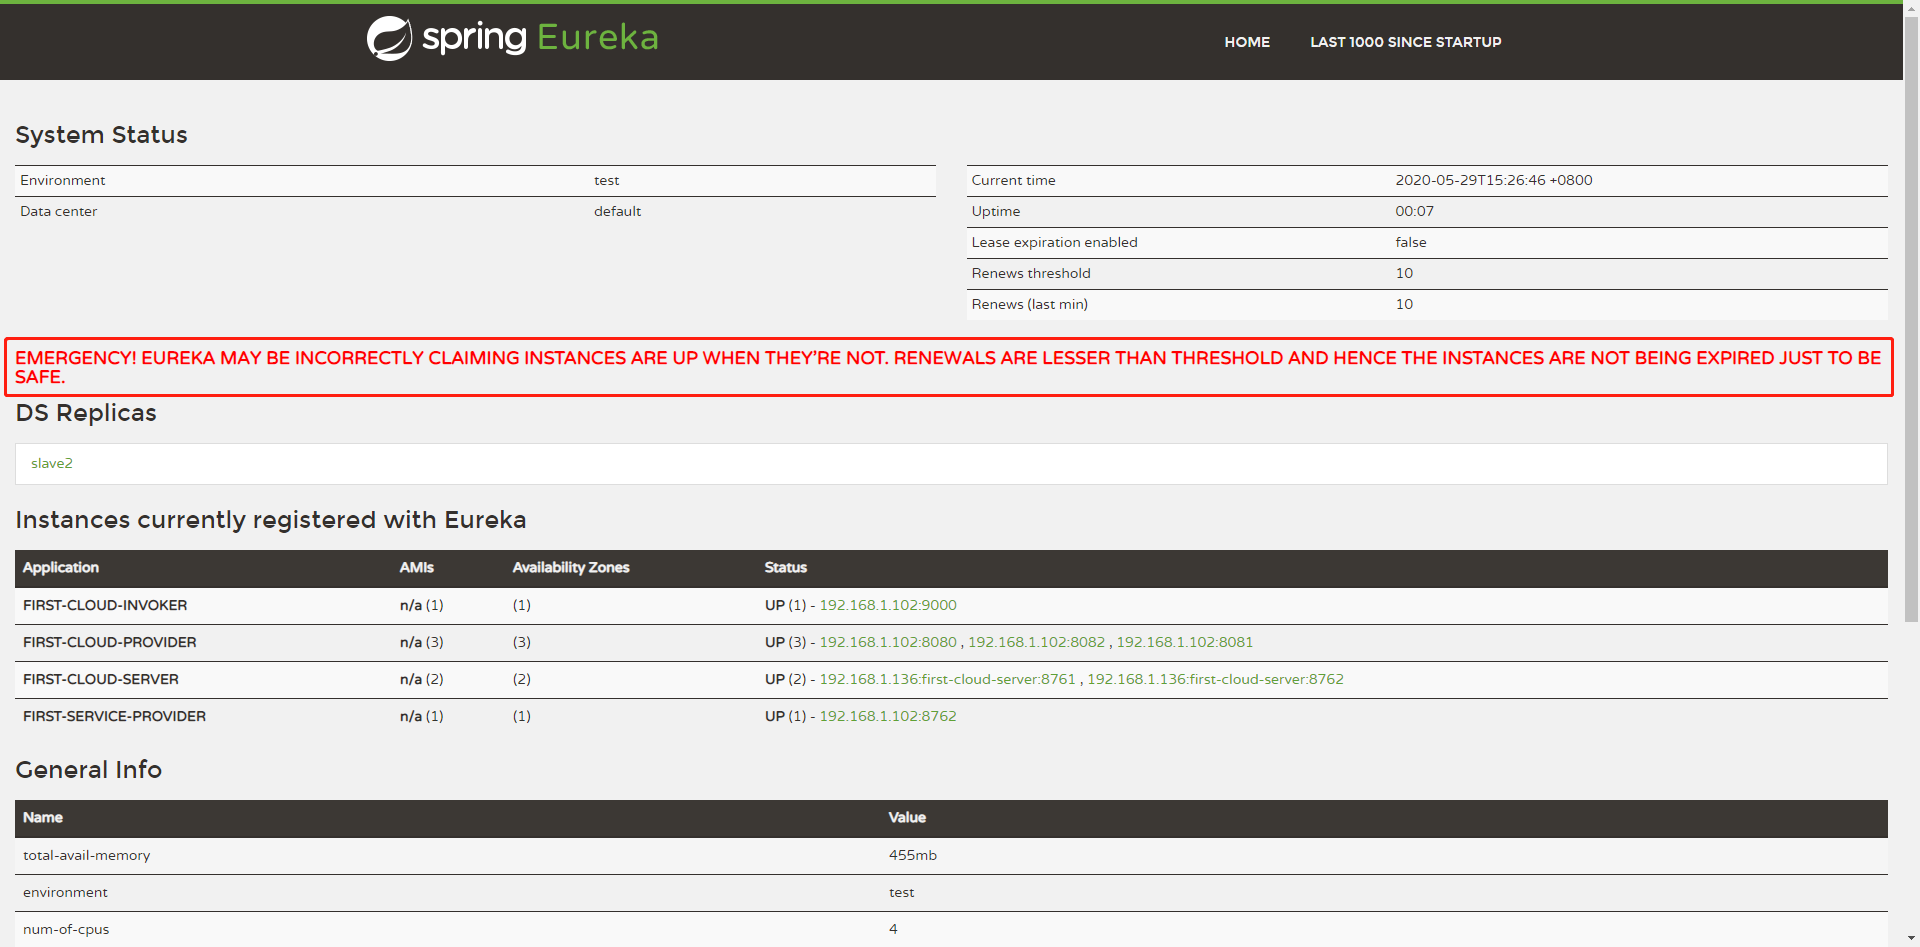 spring Eureka
HOME LAST 1000 SINCE STARTUP
System Status
Environment test
Data center default
Current time 2020-05-29T15:26:46 +0800
Uptime 00:07
Lease expiration enabled false
Renews threshold 10
Renews (last min) 10
EMERGENCY! EUREKA MAY BE INCORRECTLY CLAIMING INSTANCES ARE UP WHEN THEY'RE NOT. RENEWALS ARE LESSER THAN THRESHOLD AND HENCE THE INSTANCES ARE NOT BEING EXPIRED JUST TO BE
SAFE.
DS Replicas
slave2
Instances currently registered with Eureka
Application AMIs Availability Zones Status
FIRST-CLOUD-INVOKER n/a (1) (1) UP (1) - 192.168.1.102:9000
FIRST-CLOUD-PROVIDER n/a (3) (3) UP (3) - 192.168.1.102:8080 , 192.168.1.102:8082 , 192.168.1.102:8081
FIRST-CLOUD-SERVER n/a (2) (2) UP (2) - 192.168.1.136:first-cloud-server:8761 , 192.168.1.136:first-cloud-server:8762
FIRST-SERVICE-PROVIDER n/a (1) (1) UP (1) - 192.168.1.102:8762
General Info
Name Value
total-avail-memory 455mb
environment test
num-of-cpus 4